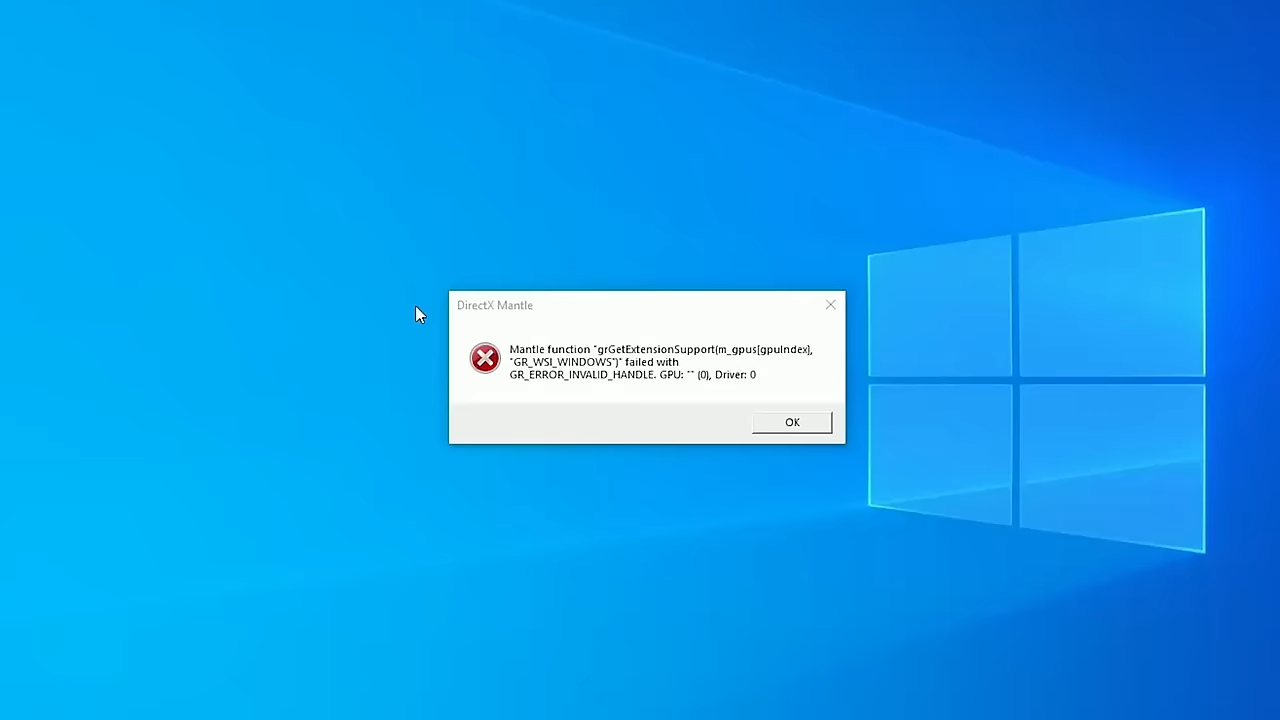 DirectX Mantle
Mantle function "grGetExtensionSupport(m_gpus[gpuIndex],
"GR_WSI_WINDOWS")" failed with
GR_ERROR_INVALID_HANDLE. GPU: "" (0), Driver: 0
OK